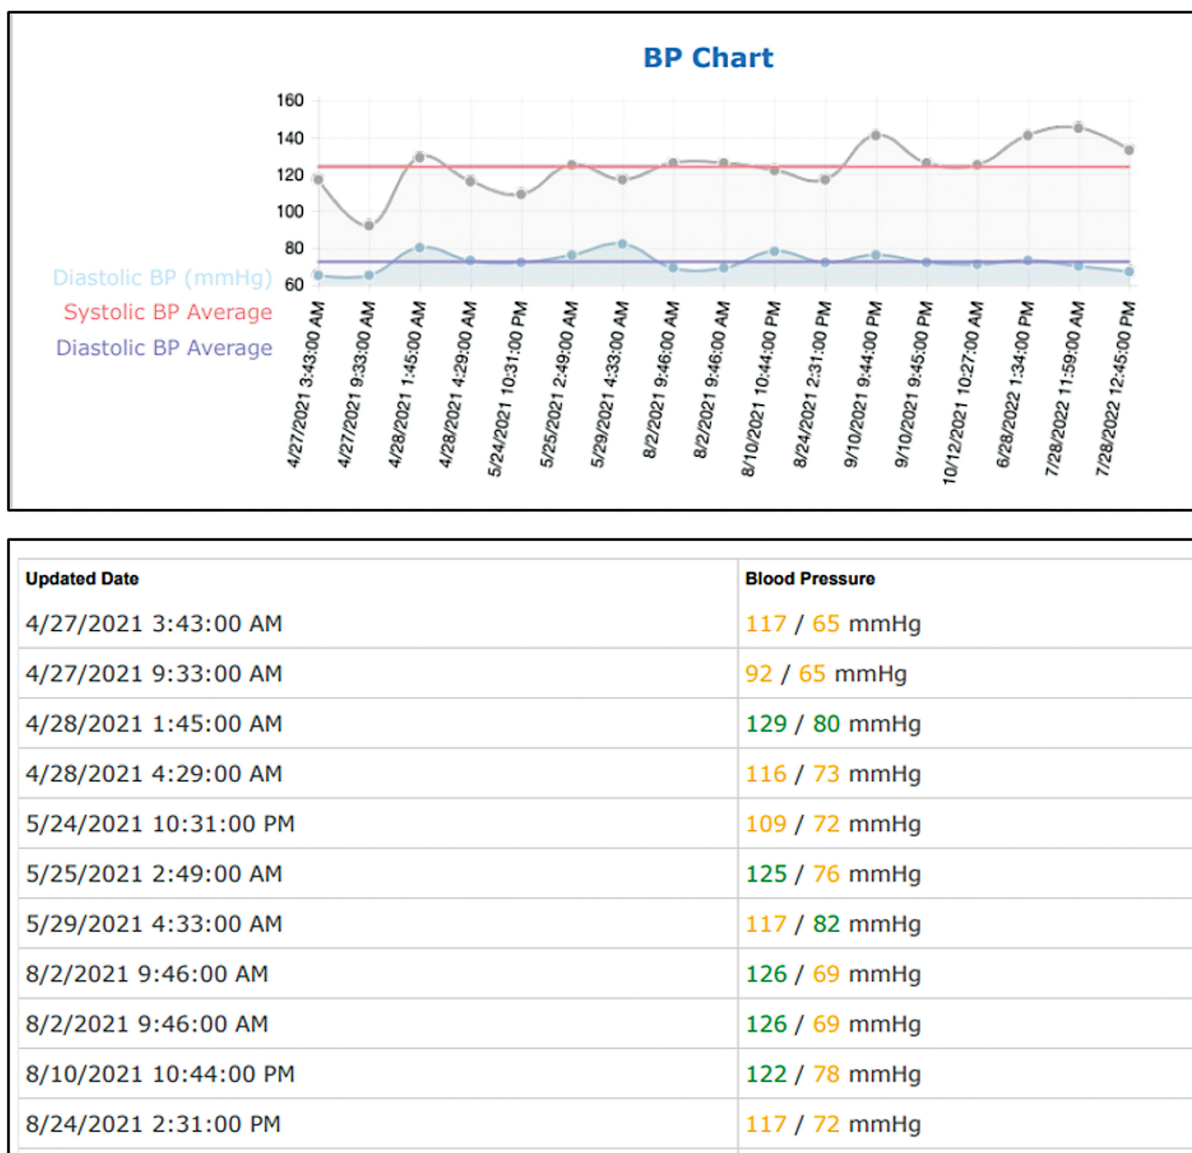 BP Chart
160
140
120
100
80
60
Diastolic BP (mmHg)
Systolic BP Average
Diastolic BP Average
4/27/2021 3:43:00 AM
4/27/2021 9:33:00 AM
4/28/2021 1:45:00 AM
4/28/2021 4:29:00 AM
5/24/2021 10:31:00 PM
5/25/2021 2:49:00 AM
5/29/2021 4:33:00 AM
8/2/2021 9:46:00 AM
8/2/2021 9:46:00 AM
8/10/2021 10:44:00 PM
8/24/2021 2:31:00 PM
9/10/2021 9:44:00 PM
9/10/2021 9:45:00 PM
10/12/2021 10:27:00 AM
6/28/2022 1:34:00 PM
7/28/2022 11:59:00 AM
7/28/2022 12:45:00 PM
Updated Date Blood Pressure
4/27/2021 3:43:00 AM 117 / 65 mmHg
4/27/2021 9:33:00 AM 92 / 65 mmHg
4/28/2021 1:45:00 AM 129 / 80 mmHg
4/28/2021 4:29:00 AM 116 / 73 mmHg
5/24/2021 10:31:00 PM 109 / 72 mmHg
5/25/2021 2:49:00 AM 125 / 76 mmHg
5/29/2021 4:33:00 AM 117 / 82 mmHg
8/2/2021 9:46:00 AM 126 / 69 mmHg
8/2/2021 9:46:00 AM 126 / 69 mmHg
8/10/2021 10:44:00 PM 122 / 78 mmHg
8/24/2021 2:31:00 PM 117 / 72 mmHg